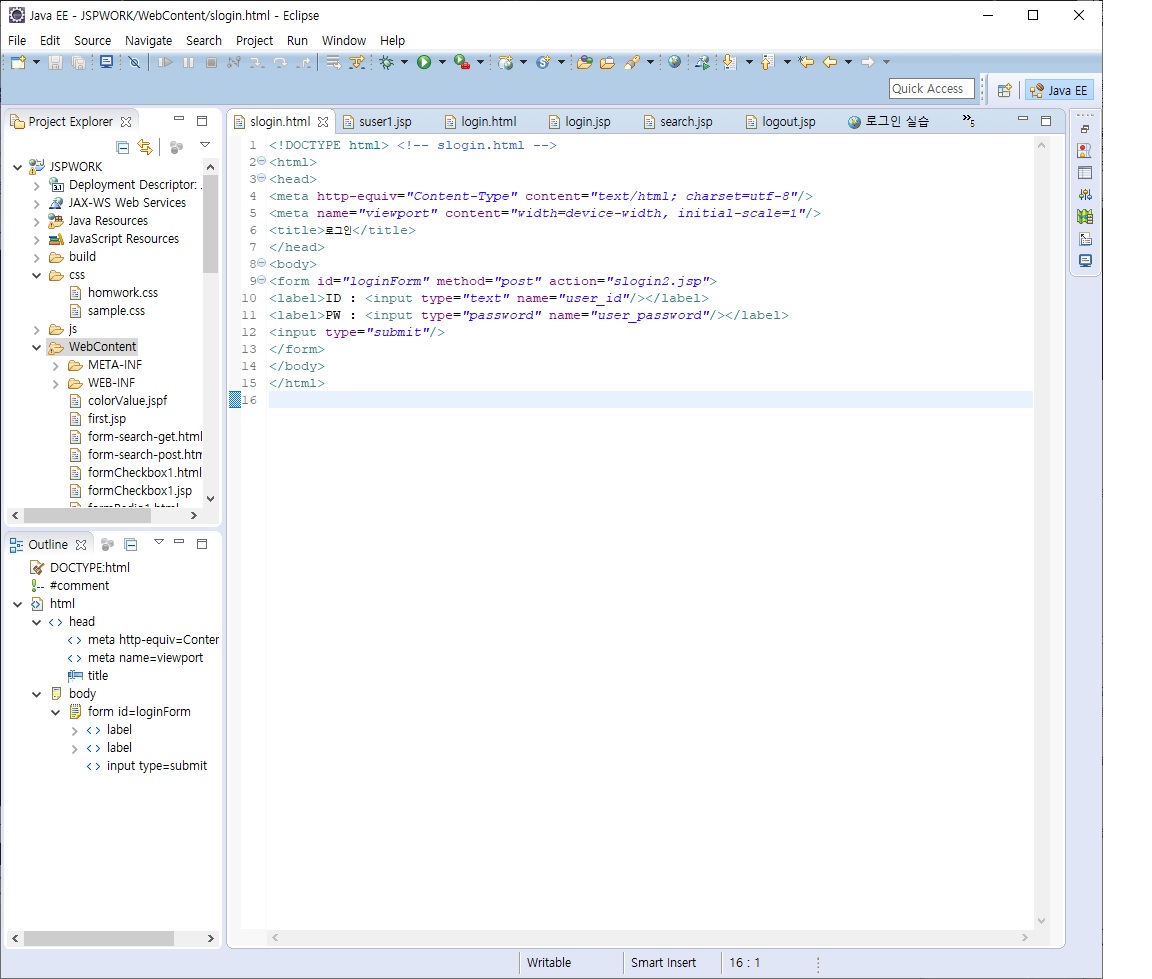 Java EE - JSPWORK/WebContent/slogin.html - Eclipse
File Edit Source Navigate Search Project Run Window Help
Quick Access
Java EE
Project Explorer
JSPWORK
Deployment Descriptor:
JAX-WS Web Services
Java Resources
JavaScript Resources
build
css
homwork.css
sample.css
js
WebContent
META-INF
WEB-INF
colorValue.jspf
first.jsp
form-search-get.html
form-search-post.htm
formCheckbox1.html
formCheckbox1.jsp
formRadio1.html
Outline
DOCTYPE:html
#comment
html
head
meta http-equiv=Conter
meta name=viewport
title
body
form id=loginForm
label
label
input type=submit
slogin.html suser1.jsp login.html login.jsp search.jsp logout.jsp 로그인 실습 »5
1 <!DOCTYPE html> <!-- slogin.html -->
2 <html>
3 <head>
4 <meta http-equiv="Content-Type" content="text/html; charset=utf-8"/>
5 <meta name="viewport" content="width=device-width, initial-scale=1"/>
6 <title>로그인</title>
7 </head>
8 <body>
9 <form id="loginForm" method="post" action="slogin2.jsp">
10 <label>ID : <input type="text" name="user_id"/></label>
11 <label>PW : <input type="password" name="user_password"/></label>
12 <input type="submit"/>
13 </form>
14 </body>
15 </html>
16
Writable Smart Insert 16 : 1